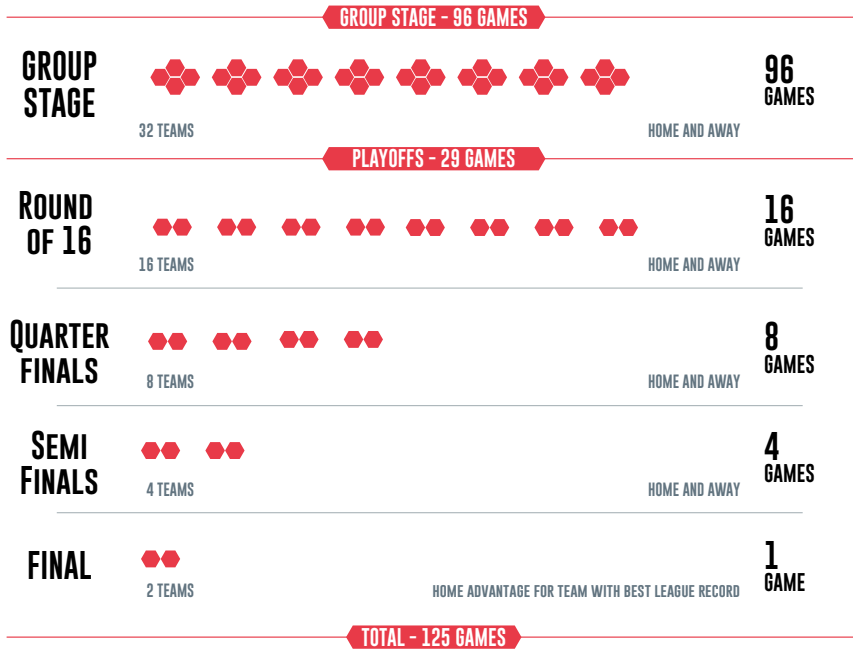 GROUP STAGE - 96 GAMES
GROUP
STAGE
96
GAMES
32 TEAMS
HOME AND AWAY
PLAYOFFS - 29 GAMES
ROUND
OF 16
16
GAMES
16 TEAMS
HOME AND AWAY
QUARTER
FINALS
8
GAMES
8 TEAMS
HOME AND AWAY
SEMI
FINALS
4
GAMES
4 TEAMS
HOME AND AWAY
FINAL
1
GAME
2 TEAMS
HOME ADVANTAGE FOR TEAM WITH BEST LEAGUE RECORD
TOTAL - 125 GAMES